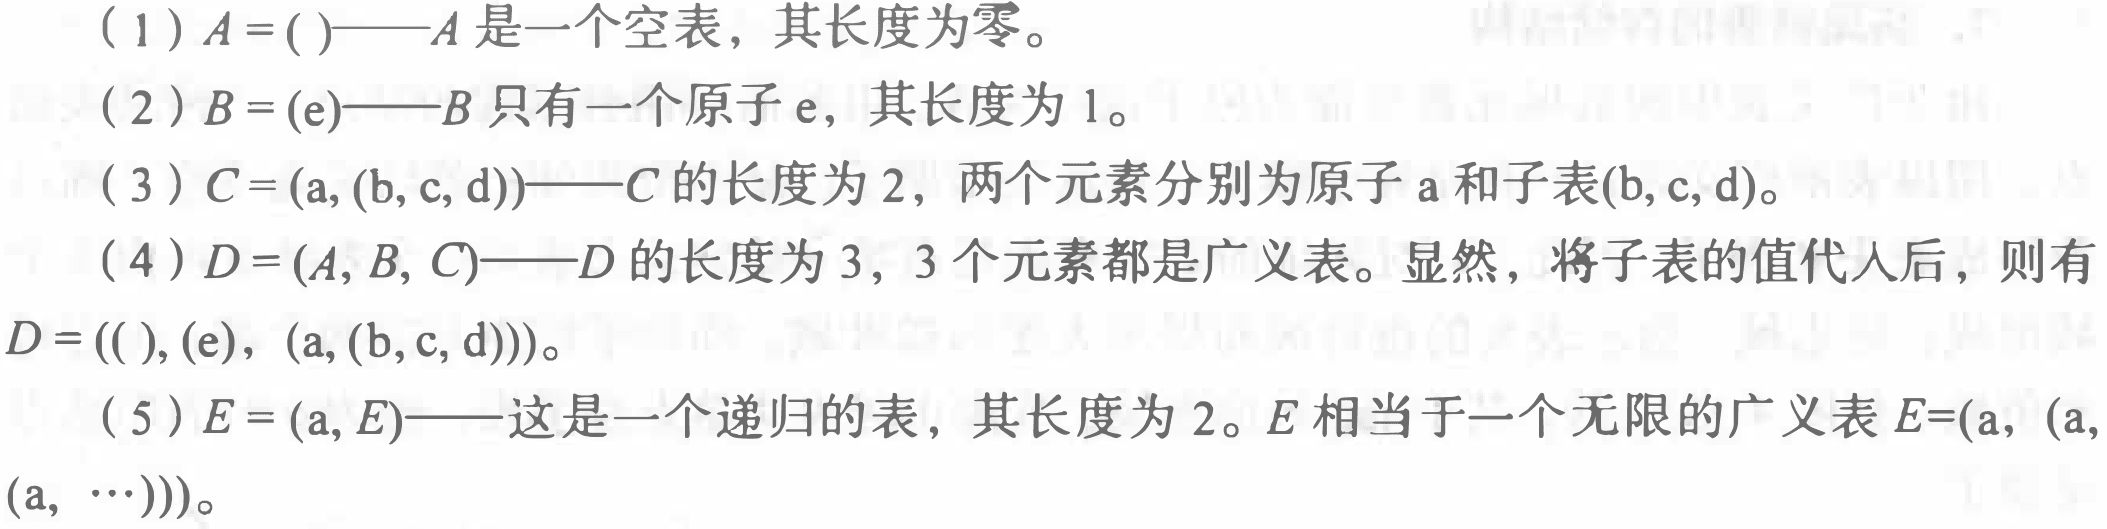 （1）A = ( )——A 是一个空表，其长度为零。
（2）B = (e)——B 只有一个原子 e，其长度为 1。
（3）C = (a, (b, c, d))——C 的长度为 2，两个元素分别为原子 a 和子表(b, c,d)。
（4）D = (A, B, C)——D 的长度为 3，3 个元素都是广义表。显然，将子表的值代入后，则有
D = (( ), (e)，(a, (b, c, d)))。
（5）E = (a, E)——这是一个递归的表，其长度为 2。E 相当于一个无限的广义表 E=(a，(a,
(a，…)))。